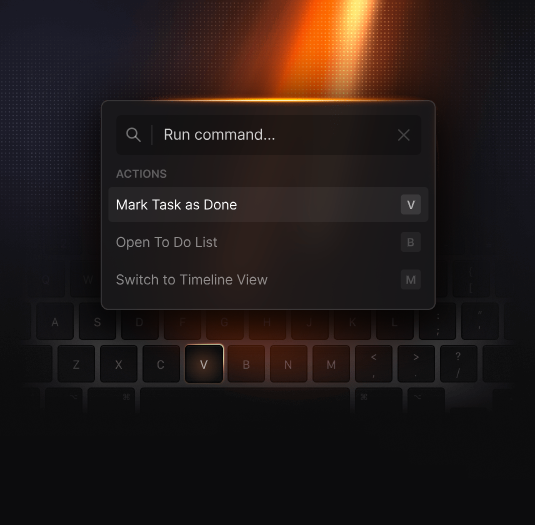 Run command...
ACTIONS
Mark Task as Done V
Open To Do List B
Switch to Timeline View M
J W
A S D F G H J K L : ; " '
Z X C V B N M < , > . ? /
⌥ ⌘ ⌘ ⌥